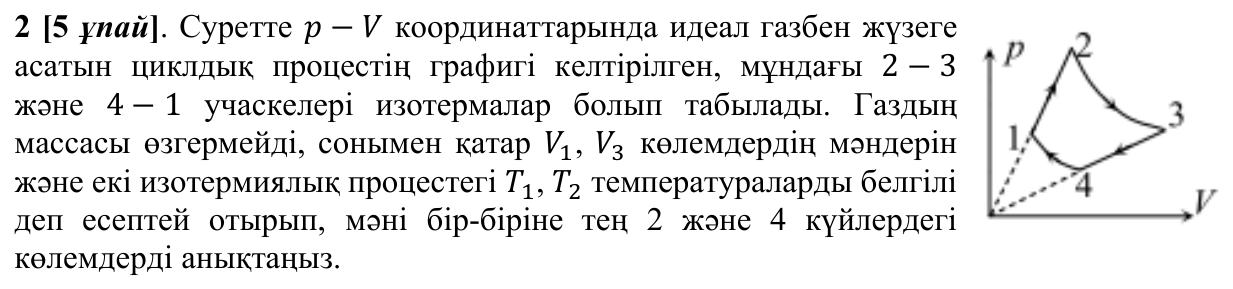 2 [5 ұпай]. Суретте p − V координаттарында идеал газбен жүзеге
асатын циклдық процестің графигі келтірілген, мұндағы 2 − 3
және 4 − 1 учаскелері изотермалар болып табылады. Газдың
массасы өзгермейді, сонымен қатар V₁, V₃ көлемдердің мәндерін
және екі изотермиялық процестегі T₁, T₂ температураларды белгілі
деп есептей отырып, мәні бір-біріне тең 2 және 4 күйлердегі
көлемдерді анықтаңыз.
p
2
3
1
4
V